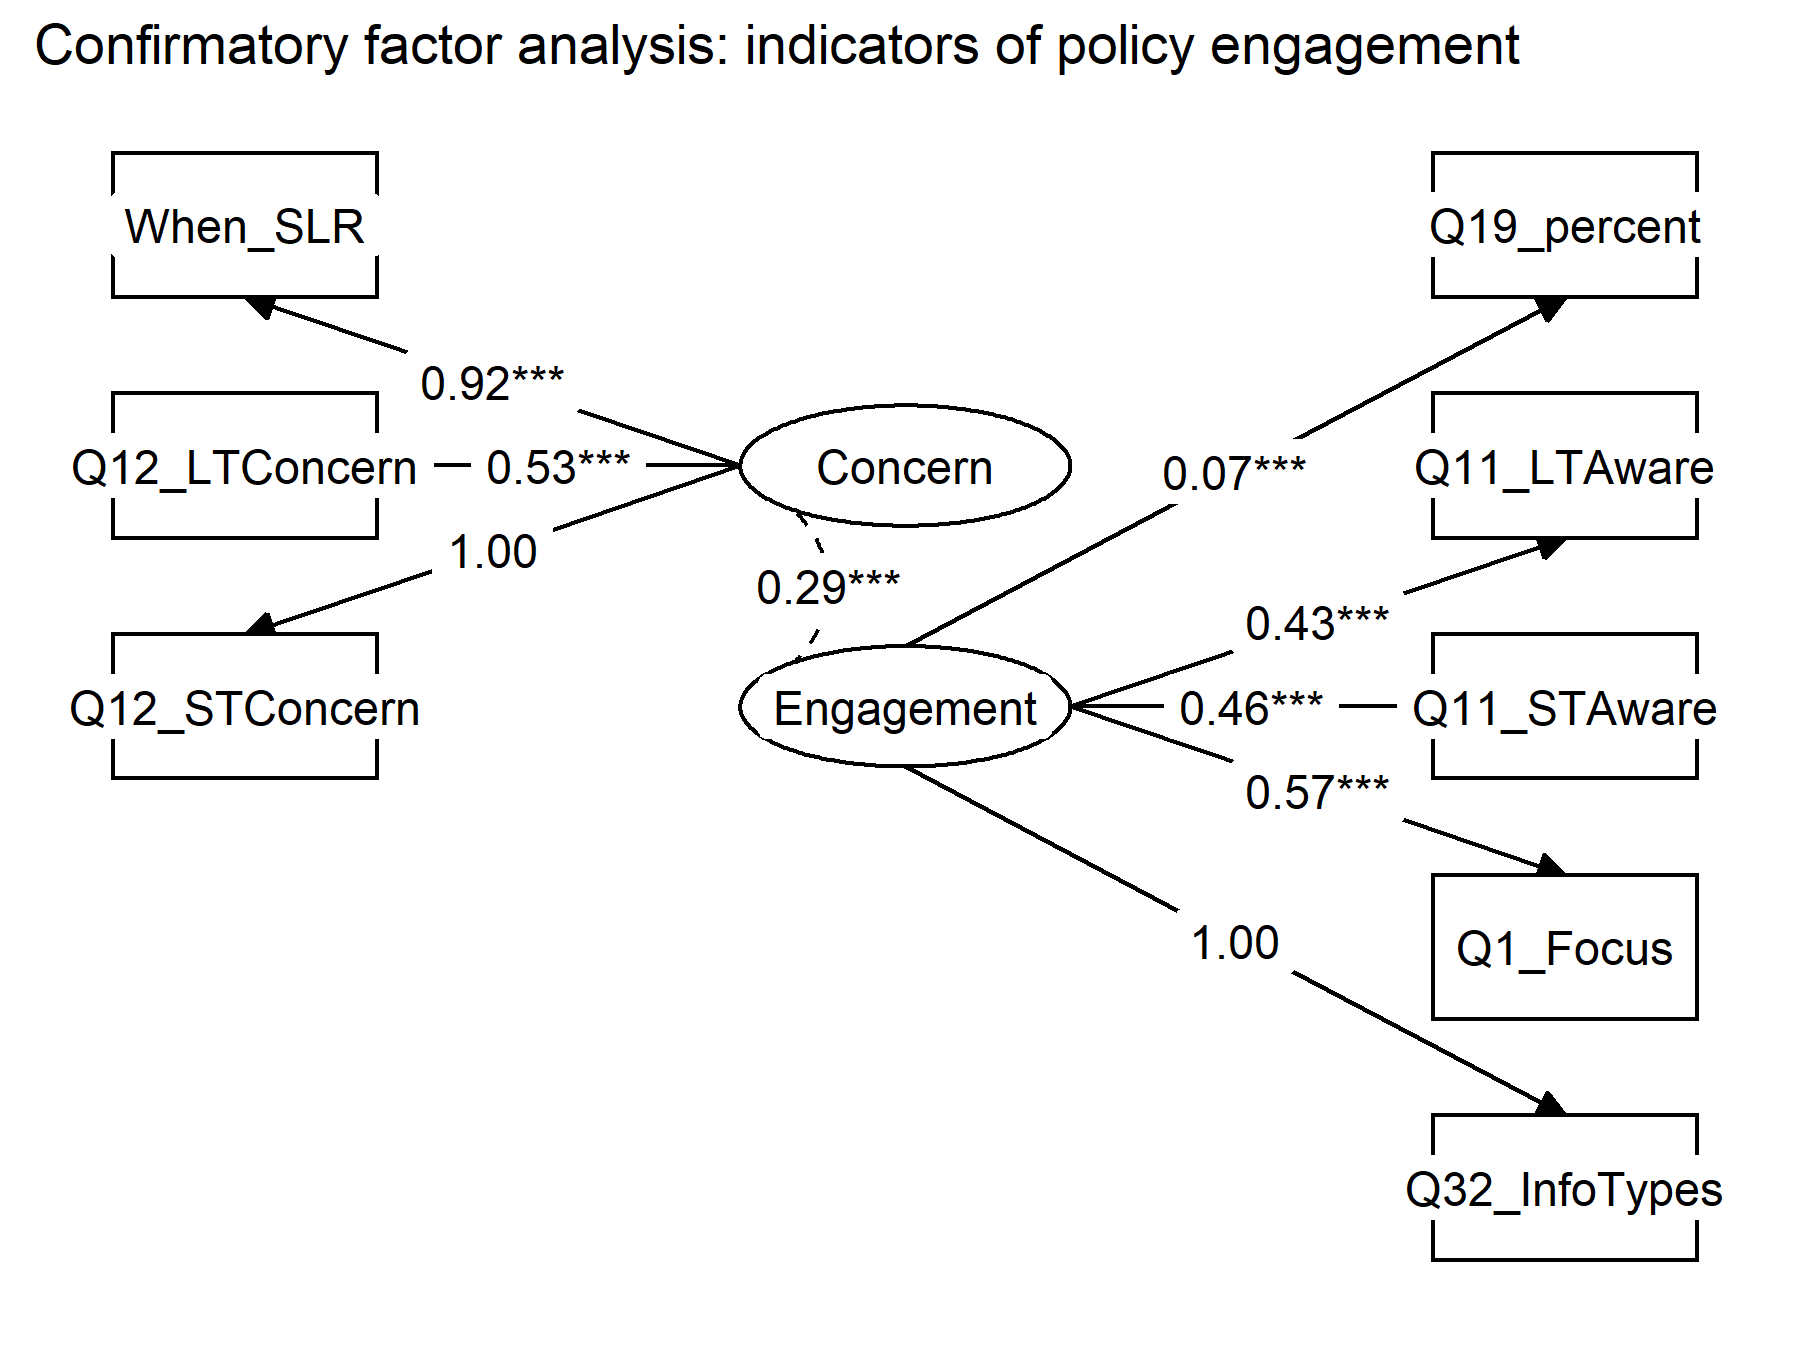 Confirmatory factor analysis: indicators of policy engagement
When_SLR
Q19_percent
0.92***
Q12_LTConcern
0.53***
Concern
0.07***
Q11_LTAware
1.00
0.29***
0.43***
Q12_STConcern
Engagement
0.46***
Q11_STAware
0.57***
1.00
Q1_Focus
Q32_InfoTypes